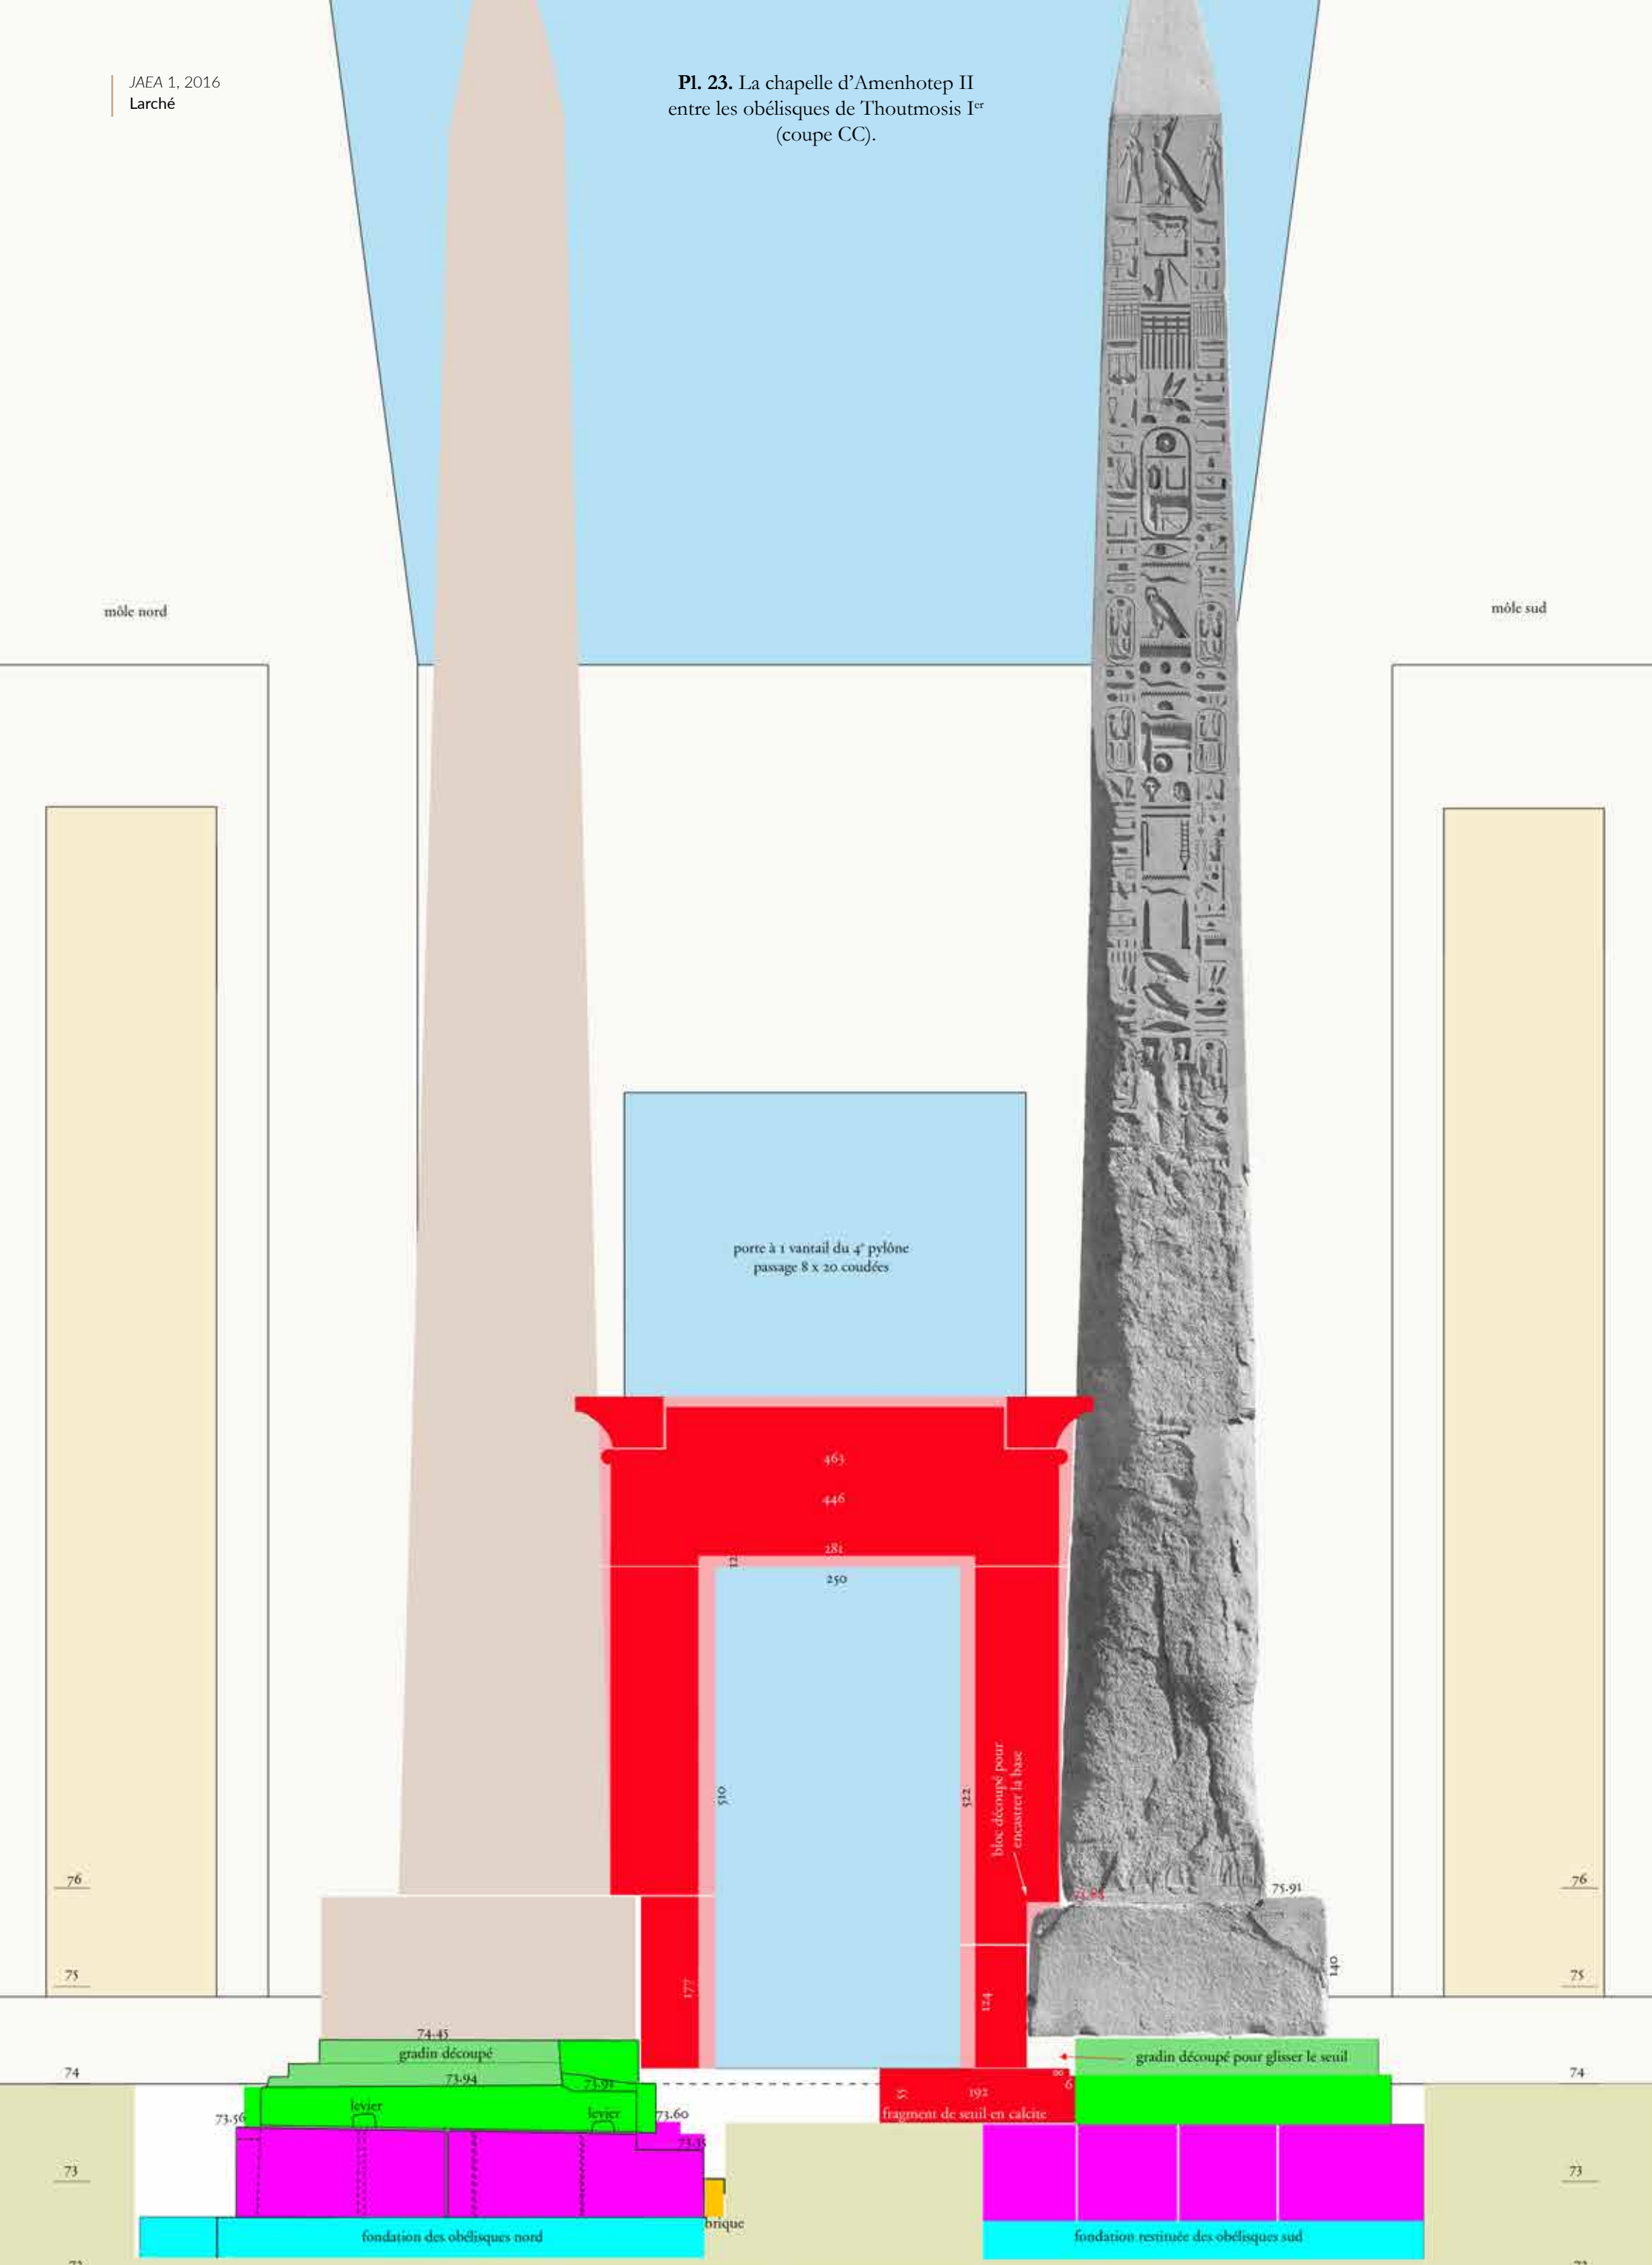 JAEA 1, 2016
Larché
Pl. 23. La chapelle d’Amenhotep II
entre les obélisques de Thoutmosis Ier
(coupe CC).
môle nord
môle sud
porte à 1 vantail du 4e pylône
passage 8 x 20 coudées
463
446
281
12
250
510
522
bloc découpé pour
encastrer la base
76
75.91
76
75
177
124
140
75
74.45
gradin découpé
gradin découpé pour glisser le seuil
74
73.94
8
6
74
levier
levier
55
192
73.56
73.60
fragment de seuil en calcite
73
73
brique
fondation des obélisques nord
fondation restituée des obélisques sud